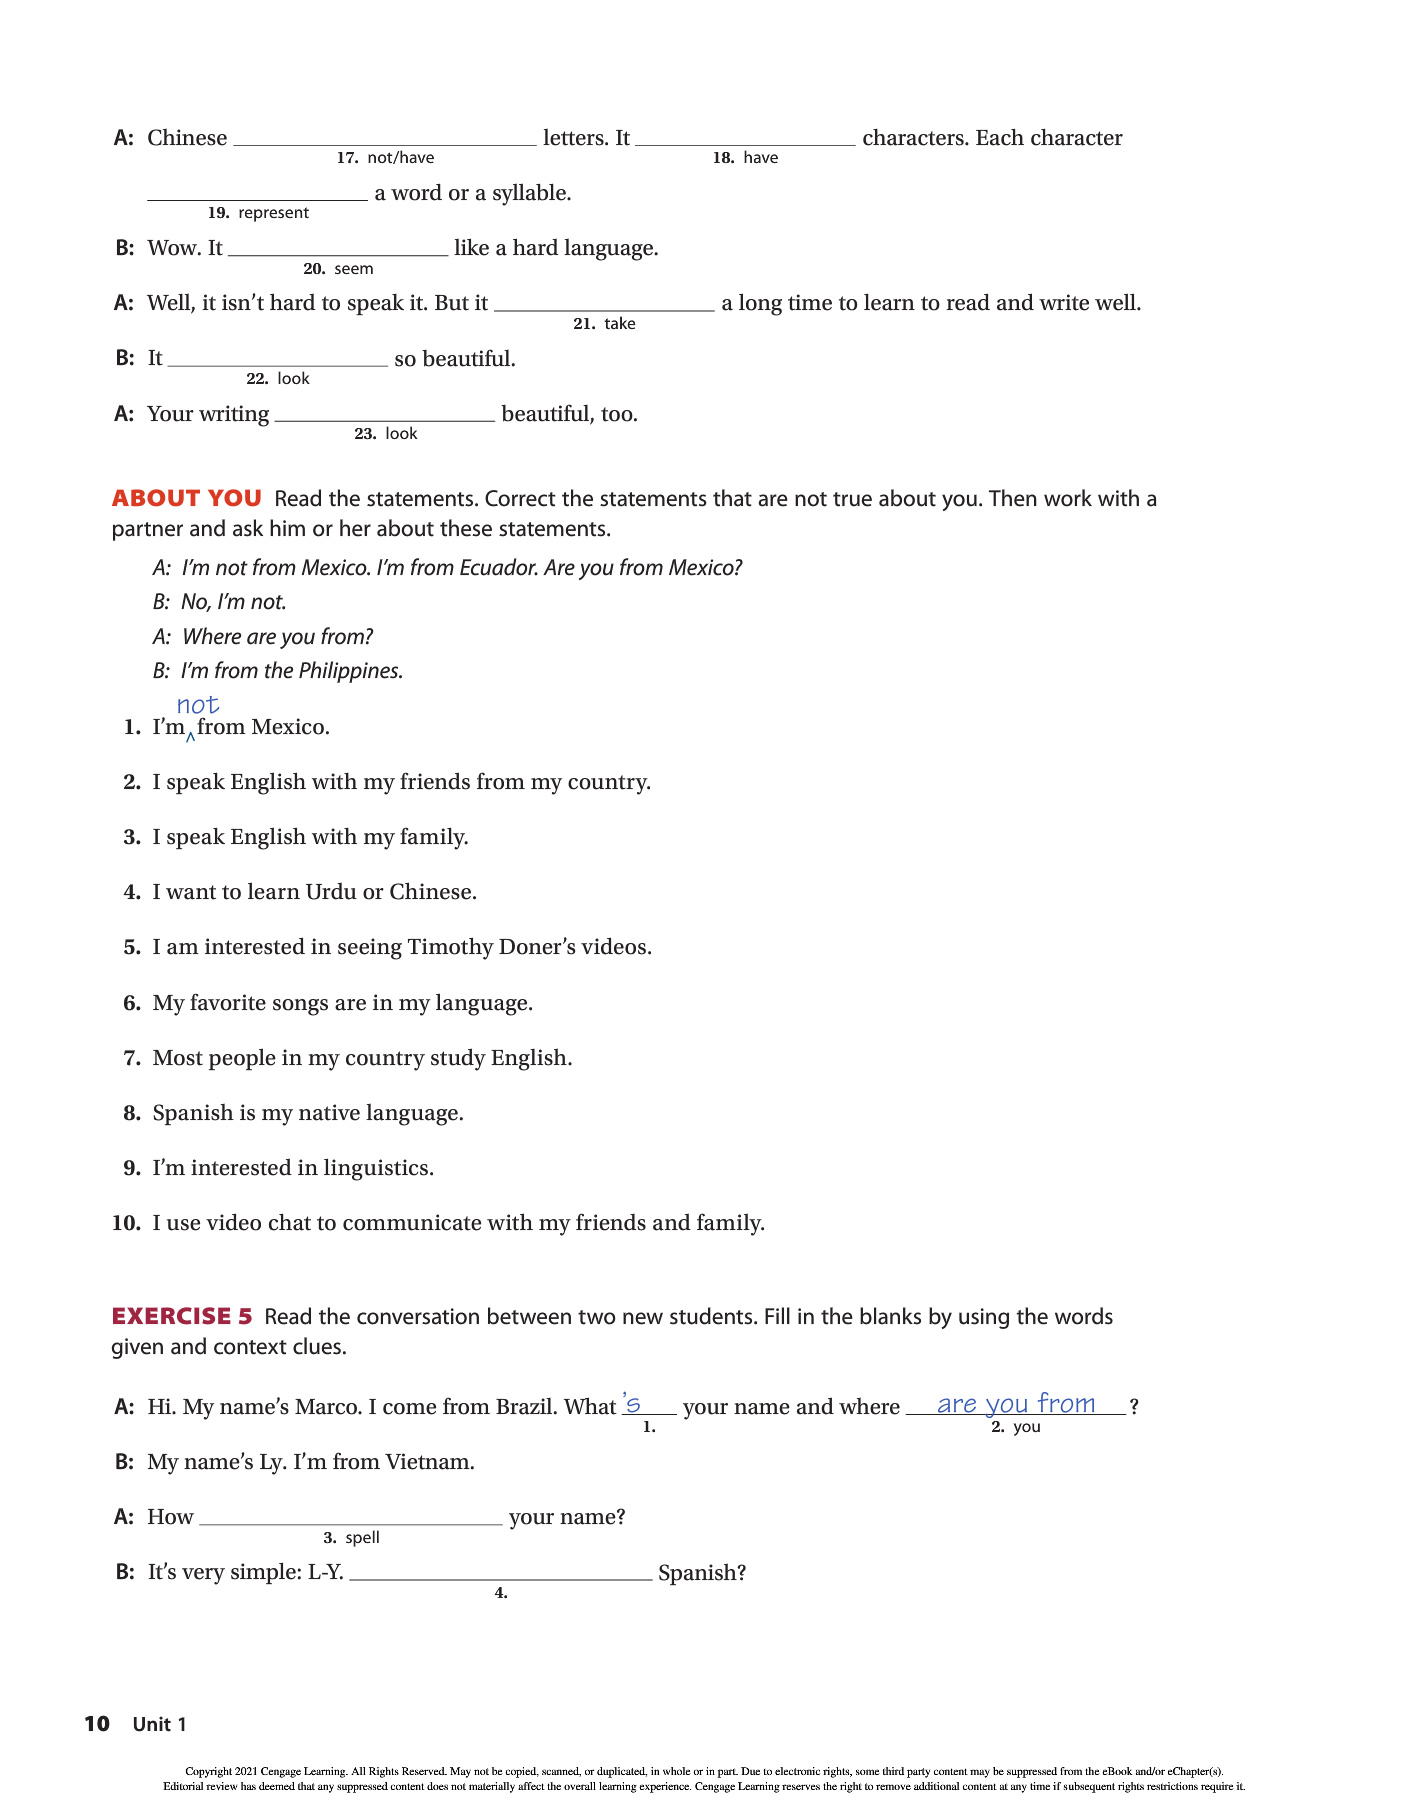 A: Chinese ______ letters. It ______ characters. Each character
17. not/have 18. have
______ a word or a syllable.
19. represent
B: Wow. It ______ like a hard language.
20. seem
A: Well, it isn’t hard to speak it. But it ______ a long time to learn to read and write well.
21. take
B: It ______ so beautiful.
22. look
A: Your writing ______ beautiful, too.
23. look
ABOUT YOU Read the statements. Correct the statements that are not true about you. Then work with a
partner and ask him or her about these statements.
A: I’m not from Mexico. I’m from Ecuador. Are you from Mexico?
B: No, I’m not.
A: Where are you from?
B: I’m from the Philippines.
not
1. I’m ^ from Mexico.
2. I speak English with my friends from my country.
3. I speak English with my family.
4. I want to learn Urdu or Chinese.
5. I am interested in seeing Timothy Doner’s videos.
6. My favorite songs are in my language.
7. Most people in my country study English.
8. Spanish is my native language.
9. I’m interested in linguistics.
10. I use video chat to communicate with my friends and family.
EXERCISE 5 Read the conversation between two new students. Fill in the blanks by using the words
given and context clues.
A: Hi. My name’s Marco. I come from Brazil. What ’s your name and where are you from ?
1. 2. you
B: My name’s Ly. I’m from Vietnam.
A: How ______ your name?
3. spell
B: It’s very simple: L-Y. ______ Spanish?
4.
10 Unit 1
Copyright 2021 Cengage Learning. All Rights Reserved. May not be copied, scanned, or duplicated, in whole or in part. Due to electronic rights, some third party content may be suppressed from the eBook and/or eChapter(s).
Editorial review has deemed that any suppressed content does not materially affect the overall learning experience. Cengage Learning reserves the right to remove additional content at any time if subsequent rights restrictions require it.